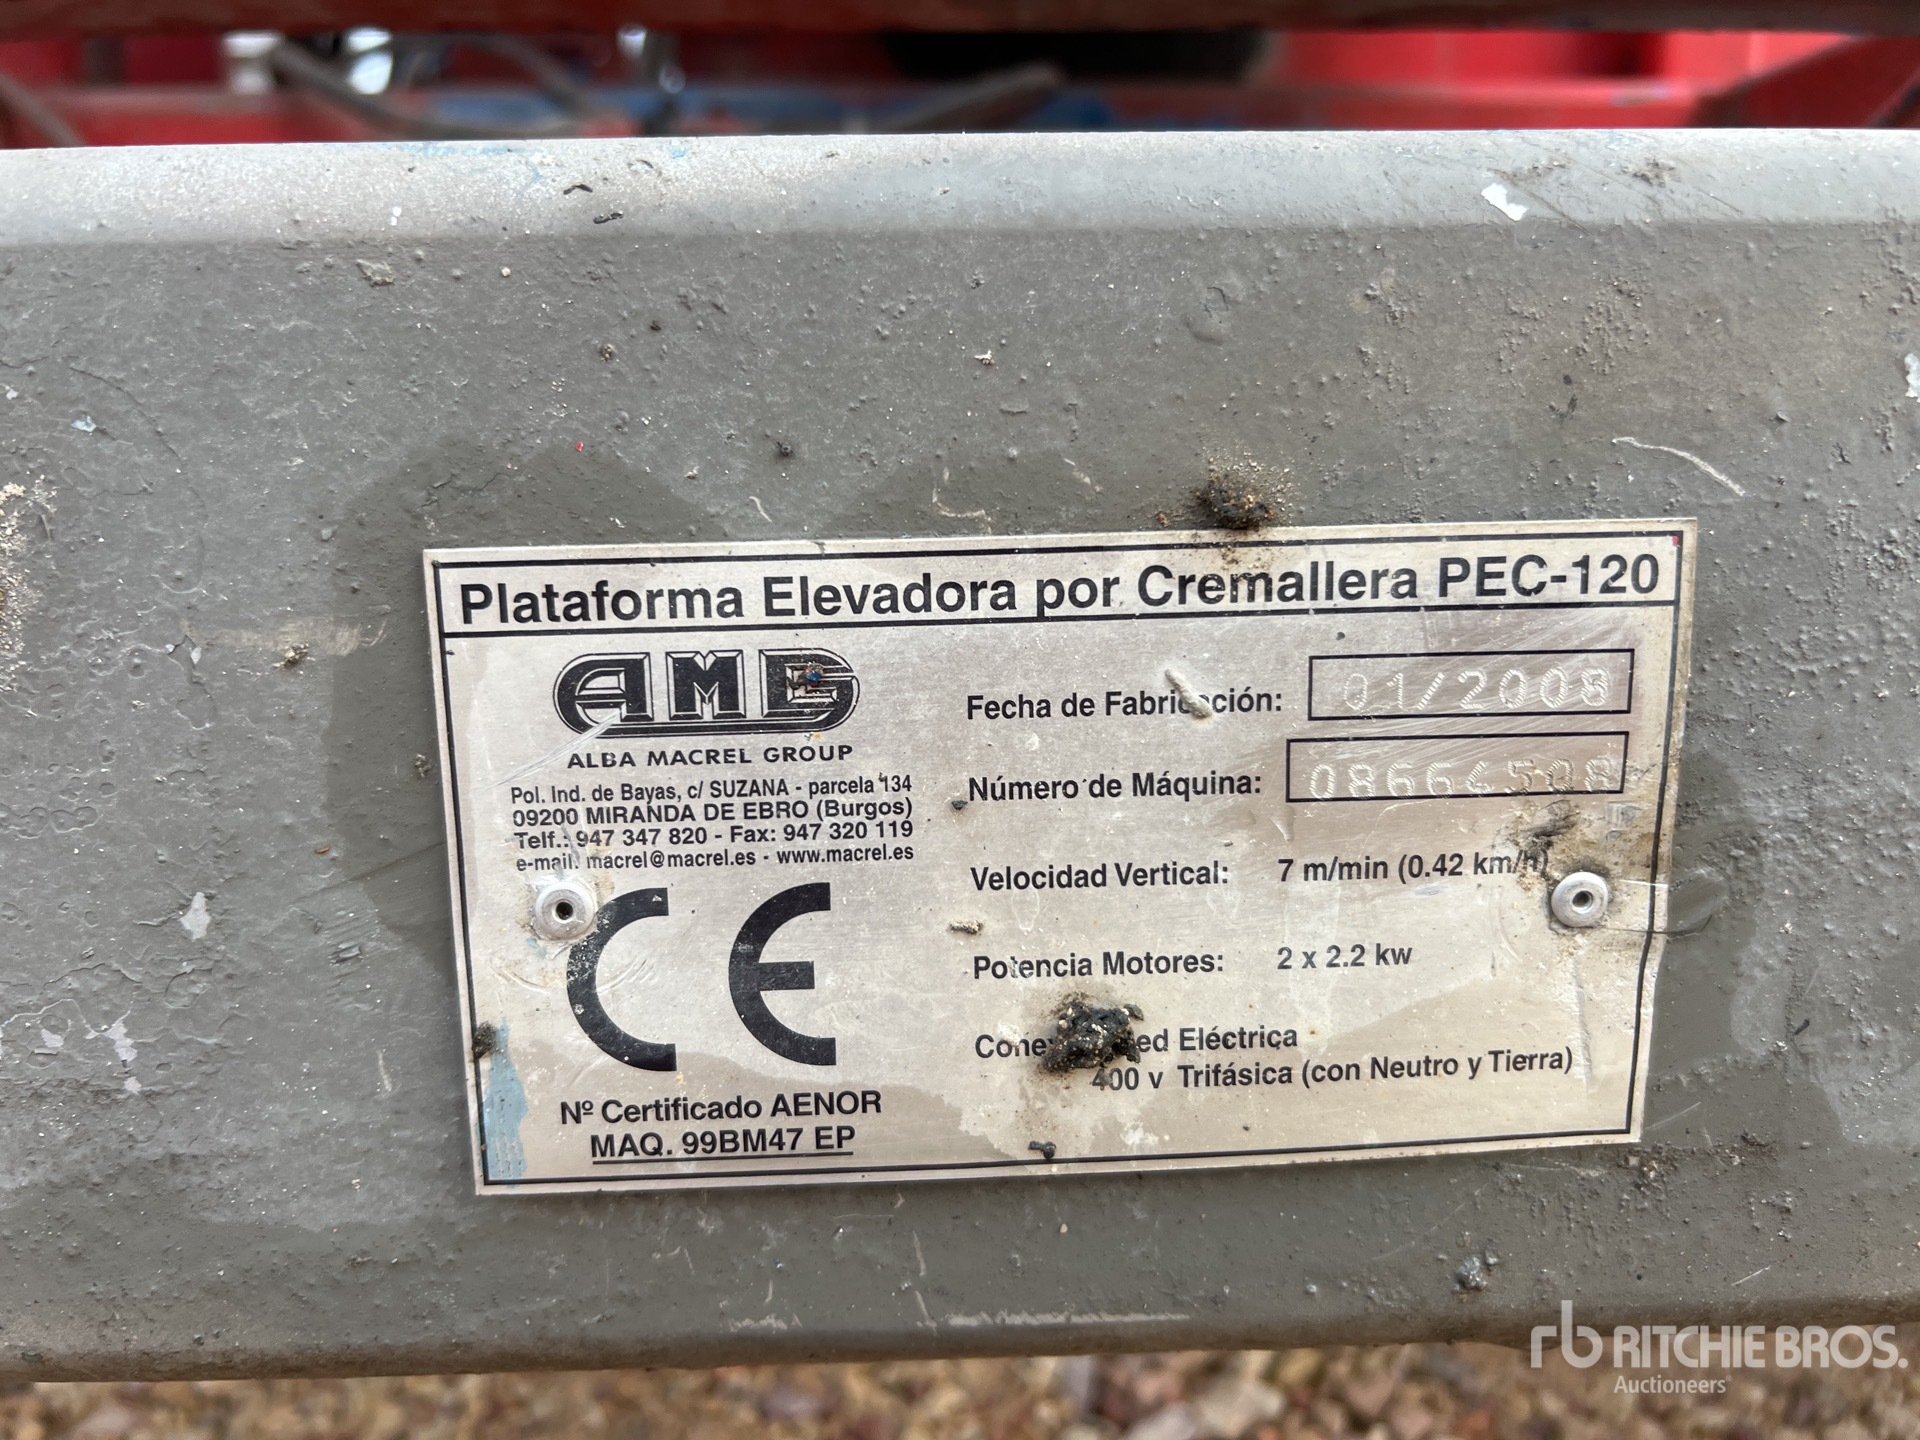 Plataforma Elevadora por Cremallera PEC-120
AMG
ALBA MACREL GROUP
Pol. Ind. de Bayas, c/ SUZANA - parcela 134
09200 MIRANDA DE EBRO (Burgos)
Telf.: 947 347 820 - Fax: 947 320 119
e-mail: macrel@macrel.es - www.macrel.es
CE
Nº Certificado AENOR
MAQ. 99BM47 EP
Fecha de Fabricación: 01/2008
Número de Máquina: 08664508
Velocidad Vertical: 7 m/min (0.42 km/h)
Potencia Motores: 2 x 2.2 kw
Eléctrica
400 v Trifásica (con Neutro y Tierra)
rb RITCHIE BROS.
Auctioneers